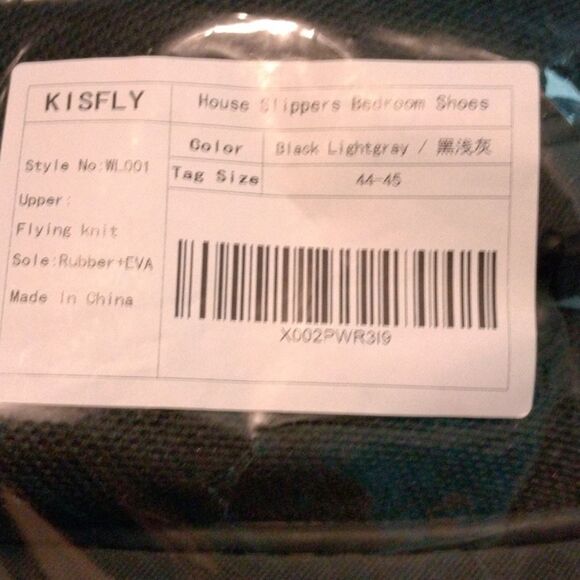 KISFLY
House Slippers Bedroom Shoes
Style No:WL001
Color
Black Lightgray / 黑浅灰
Tag Size
44-45
Upper:
Flying knit
Sole:Rubber+EVA
Made In China
X002PWR3I9